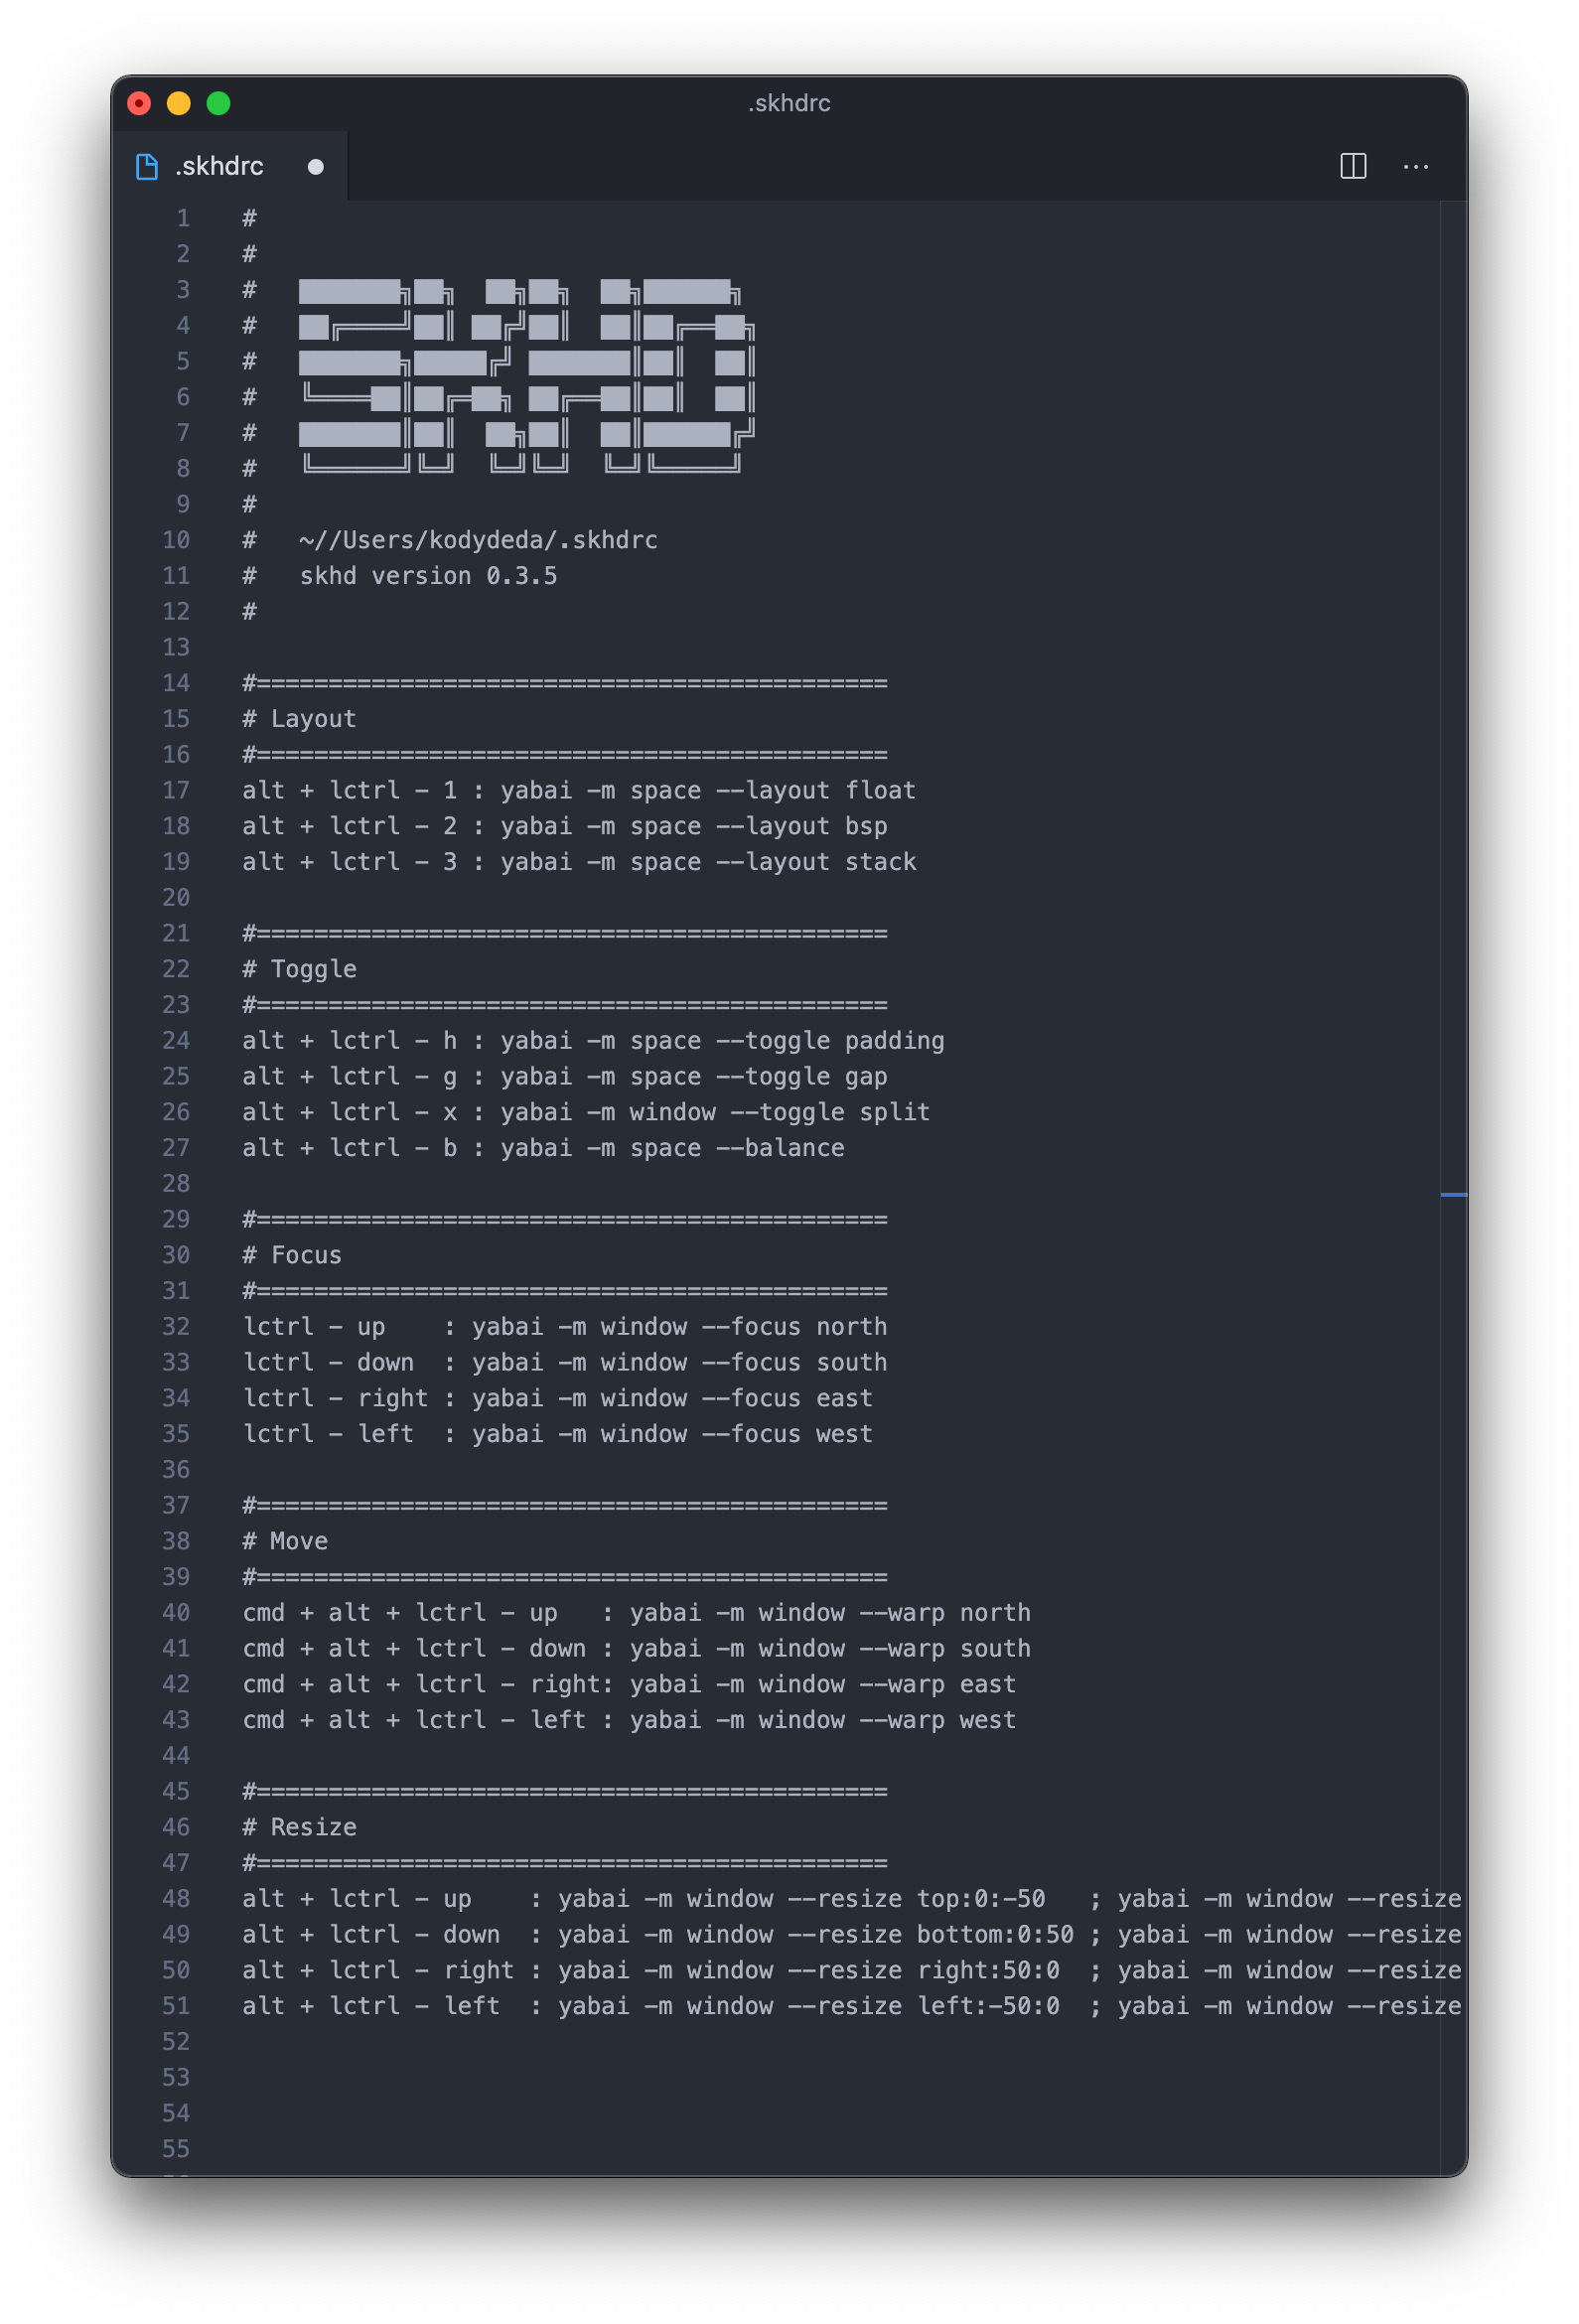 .skhdrc
.skhdrc
1 #
2 #
3 #   ███████╗██╗  ██╗██╗  ██╗██████╗
4 #   ██╔════╝██║ ██╔╝██║  ██║██╔══██╗
5 #   ███████╗█████╔╝ ███████║██║  ██║
6 #   ╚════██║██╔═██╗ ██╔══██║██║  ██║
7 #   ███████║██║  ██╗██║  ██║██████╔╝
8 #   ╚══════╝╚═╝  ╚═╝╚═╝  ╚═╝╚═════╝
9 #
10 #   ~//Users/kodydeda/.skhdrc
11 #   skhd version 0.3.5
12 #
13
14 #============================================
15 # Layout
16 #============================================
17 alt + lctrl - 1 : yabai -m space --layout float
18 alt + lctrl - 2 : yabai -m space --layout bsp
19 alt + lctrl - 3 : yabai -m space --layout stack
20
21 #============================================
22 # Toggle
23 #============================================
24 alt + lctrl - h : yabai -m space --toggle padding
25 alt + lctrl - g : yabai -m space --toggle gap
26 alt + lctrl - x : yabai -m window --toggle split
27 alt + lctrl - b : yabai -m space --balance
28
29 #============================================
30 # Focus
31 #============================================
32 lctrl - up    : yabai -m window --focus north
33 lctrl - down  : yabai -m window --focus south
34 lctrl - right : yabai -m window --focus east
35 lctrl - left  : yabai -m window --focus west
36
37 #============================================
38 # Move
39 #============================================
40 cmd + alt + lctrl - up   : yabai -m window --warp north
41 cmd + alt + lctrl - down : yabai -m window --warp south
42 cmd + alt + lctrl - right: yabai -m window --warp east
43 cmd + alt + lctrl - left : yabai -m window --warp west
44
45 #============================================
46 # Resize
47 #============================================
48 alt + lctrl - up    : yabai -m window --resize top:0:-50   ; yabai -m window --resize
49 alt + lctrl - down  : yabai -m window --resize bottom:0:50 ; yabai -m window --resize
50 alt + lctrl - right : yabai -m window --resize right:50:0  ; yabai -m window --resize
51 alt + lctrl - left  : yabai -m window --resize left:-50:0  ; yabai -m window --resize
52
53
54
55